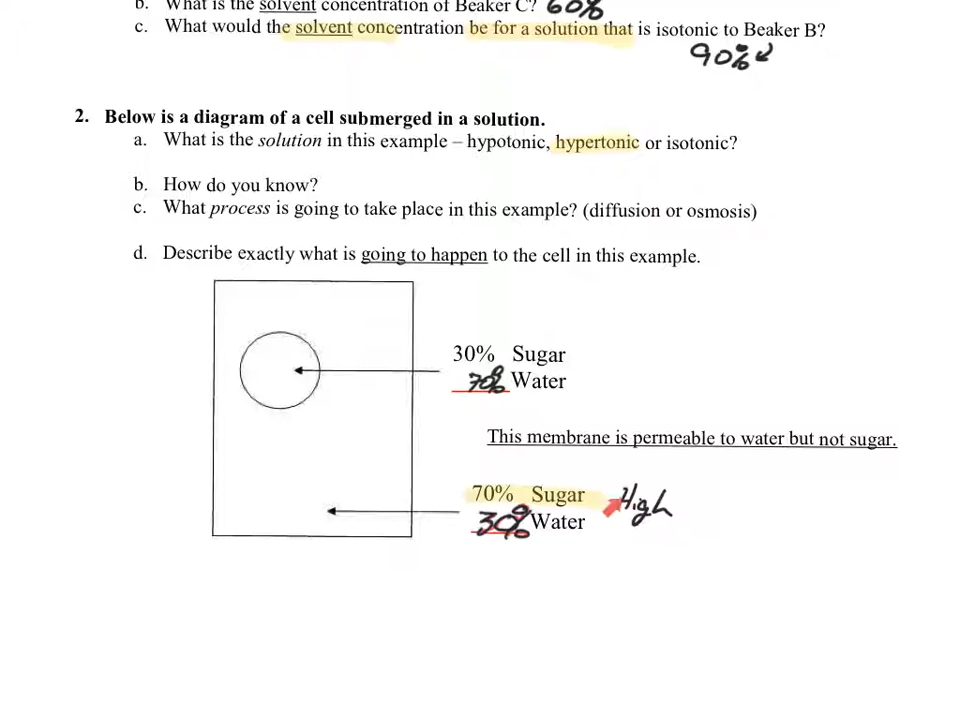 b. What is the solvent concentration of Beaker C? 60%
c. What would the solvent concentration be for a solution that is isotonic to Beaker B?
90%
2. Below is a diagram of a cell submerged in a solution.
a. What is the solution in this example – hypotonic, hypertonic or isotonic?
b. How do you know?
c. What process is going to take place in this example? (diffusion or osmosis)
d. Describe exactly what is going to happen to the cell in this example.
30% Sugar
70% Water
This membrane is permeable to water but not sugar.
70% Sugar High
30% Water